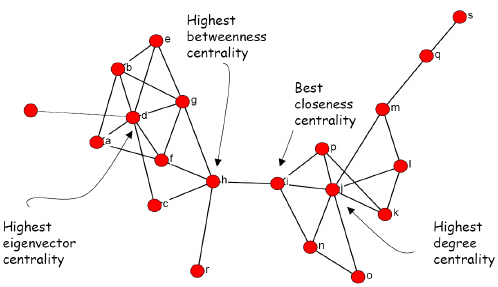 s
Highest
betweenness
centrality
e
q
b
Best
closeness
centrality
g
m
d
a
p
f
l
h
i
j
c
k
Highest
eigenvector
centrality
Highest
degree
centrality
n
r
o